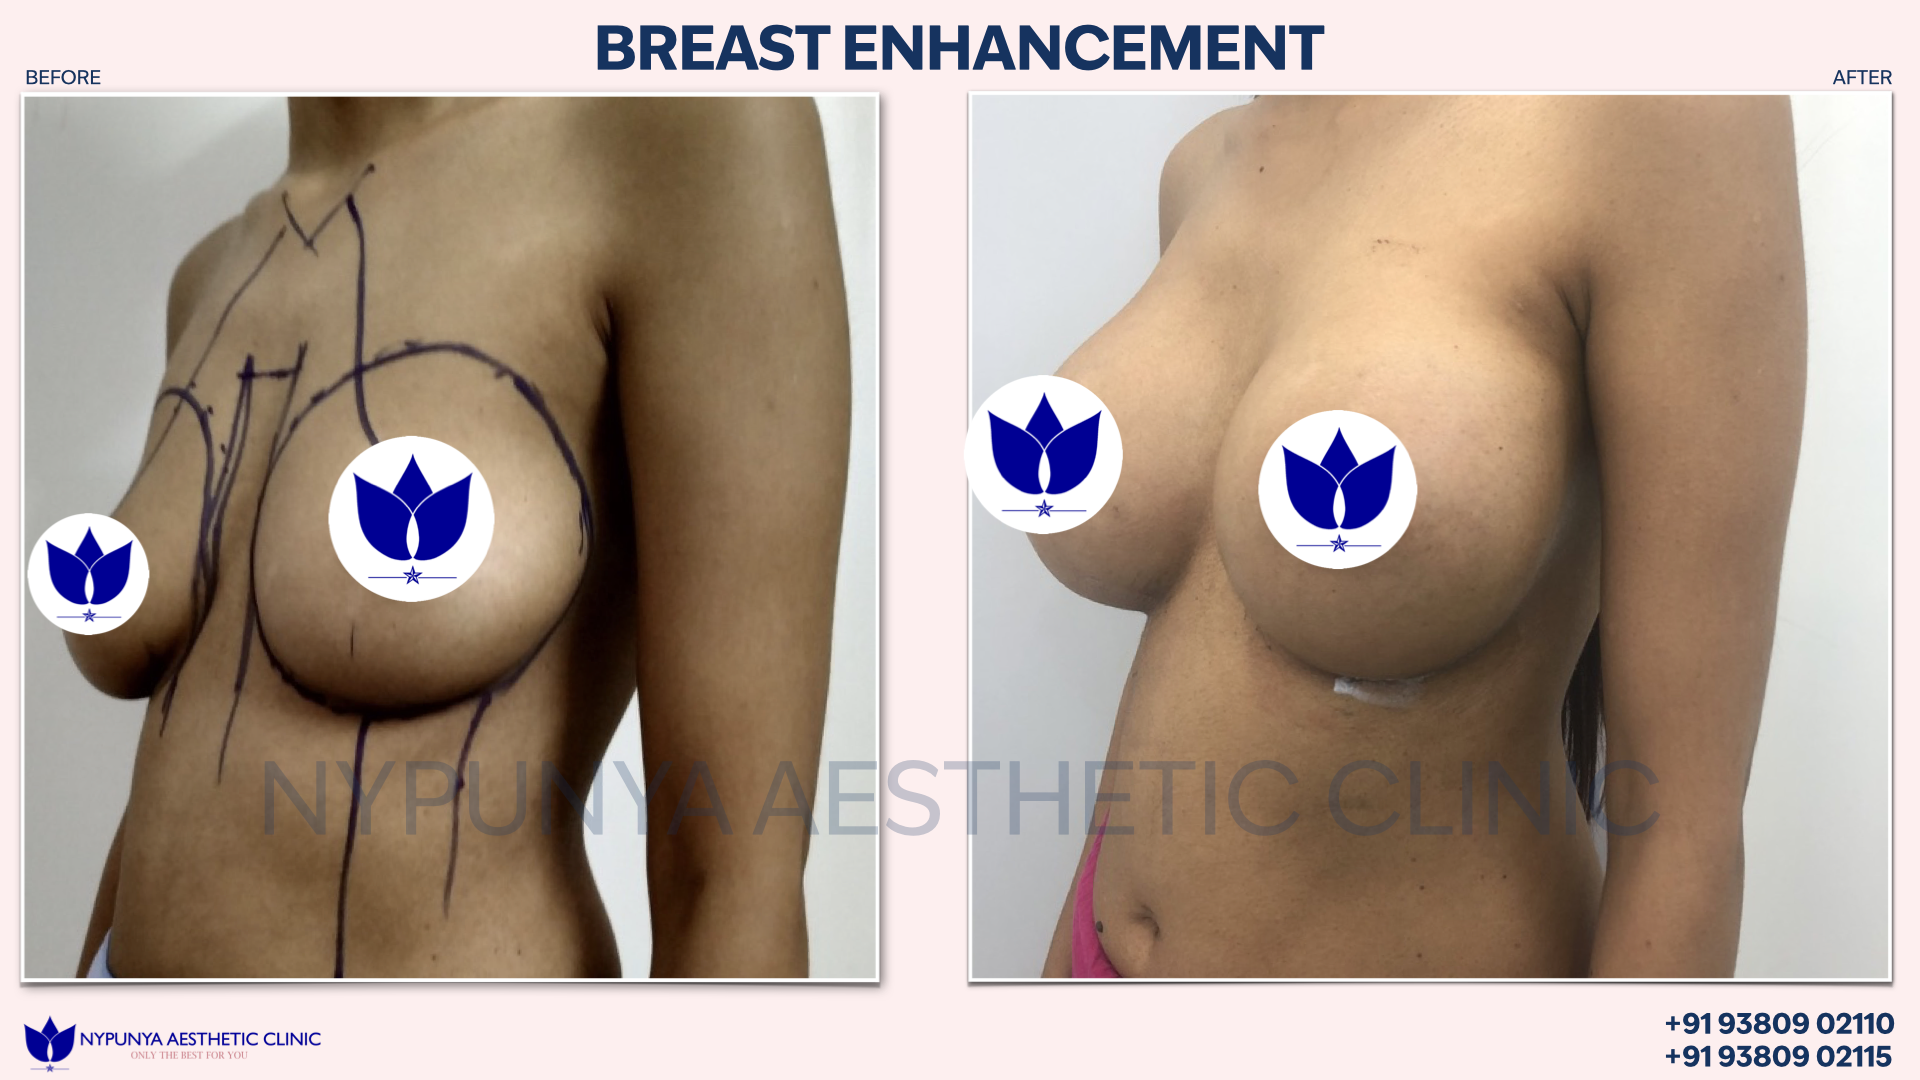 BREAST ENHANCEMENT
BEFORE
AFTER
NYPUNYA AESTHETIC CLINIC
NYPUNYA AESTHETIC CLINIC
ONLY THE BEST FOR YOU
+91 93809 02110
+91 93809 02115